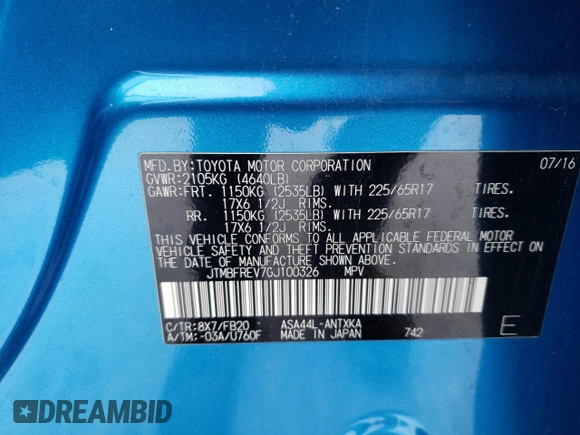 MFD.BY:TOYOTA MOTOR CORPORATION 07/16
GVWR:2105KG (4640LB)
GAWR:FRT. 1150KG (2535LB) WITH 225/65R17 TIRES.
17X6 1/2J RIMS.
RR. 1150KG (2535LB) WITH 225/65R17 TIRES.
17X6 1/2J RIMS.
THIS VEHICLE CONFORMS TO ALL APPLICABLE FEDERAL MOTOR
VEHICLE SAFETY AND THEFT PREVENTION STANDARDS IN EFFECT ON
THE DATE OF MANUFACTURE SHOWN ABOVE.
JTMBFREV7GJ100326 MPV
C/TR:8X7/FB20 ASA44L-ANTXKA
A/TM:-03A/U760F MADE IN JAPAN 742 E
DREAMBID